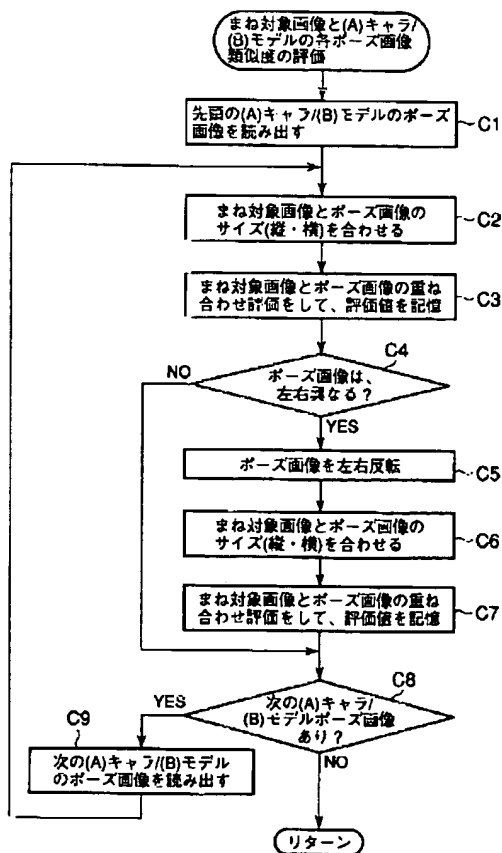 まね対象画像と(A)キャラ/
(B)モデルの各ポーズ画像
類似度の評価
先頭の(A)キャラ/(B)モデルのポーズ
画像を読み出す
C1
まね対象画像とポーズ画像の
サイズ(縦・横)を合わせる
C2
まね対象画像とポーズ画像の重ね
合わせ評価をして、評価値を記憶
C3
C4
NO
ポーズ画像は、
左右異なる?
YES
ポーズ画像を左右反転
C5
まね対象画像とポーズ画像の
サイズ(縦・横)を合わせる
C6
まね対象画像とポーズ画像の重ね
合わせ評価をして、評価値を記憶
C7
C8
YES
次の(A)キャラ/
(B)モデルポーズ画像
あり?
NO
C9
次の(A)キャラ/(B)モデル
のポーズ画像を読み出す
リターン